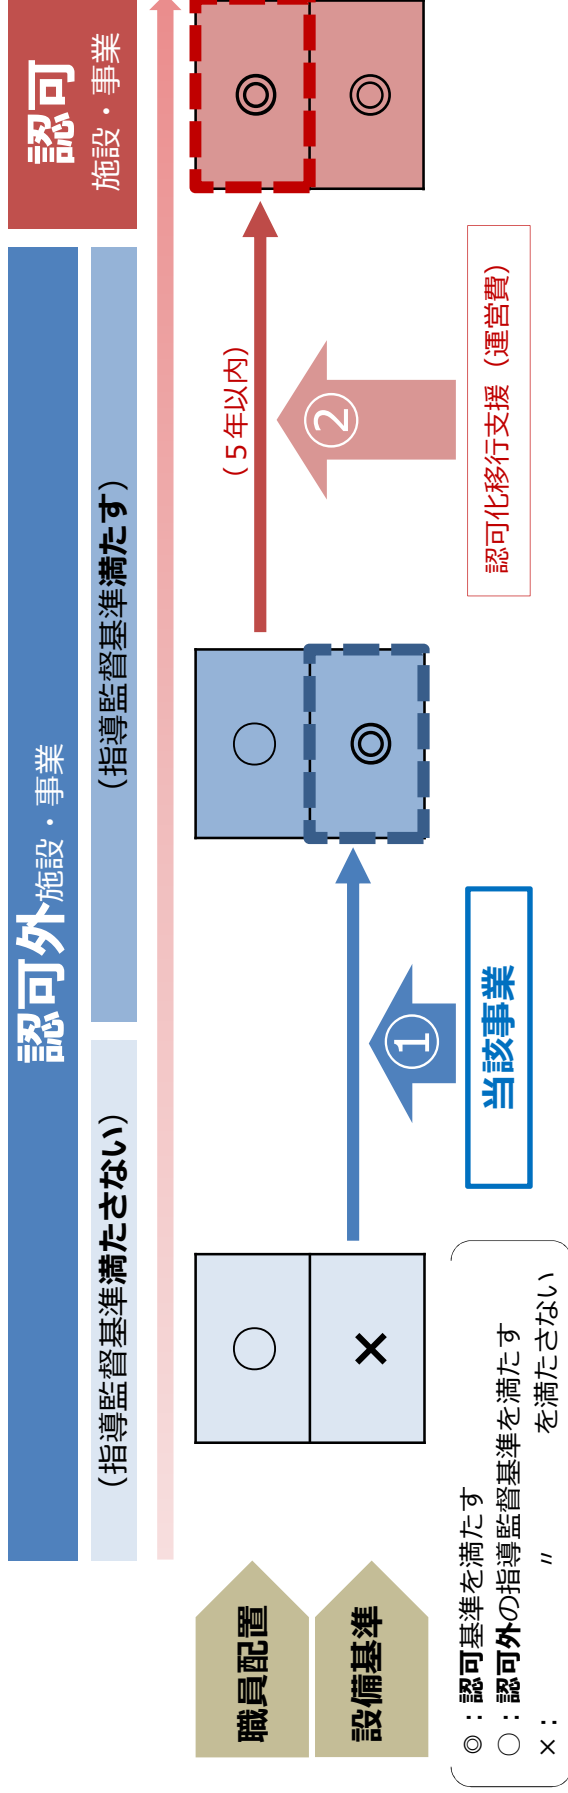 認可外施設・事業
認可
施設・事業
（指導監督基準満たさない）
（指導監督基準満たす）
職員配置
○
○
◎
（５年以内）
設備基準
×
◎
◎
①
②
当該事業
認可化移行支援（運営費）
◎：認可基準を満たす
○：認可外の指導監督基準を満たす
×：　　　〃　　　を満たさない